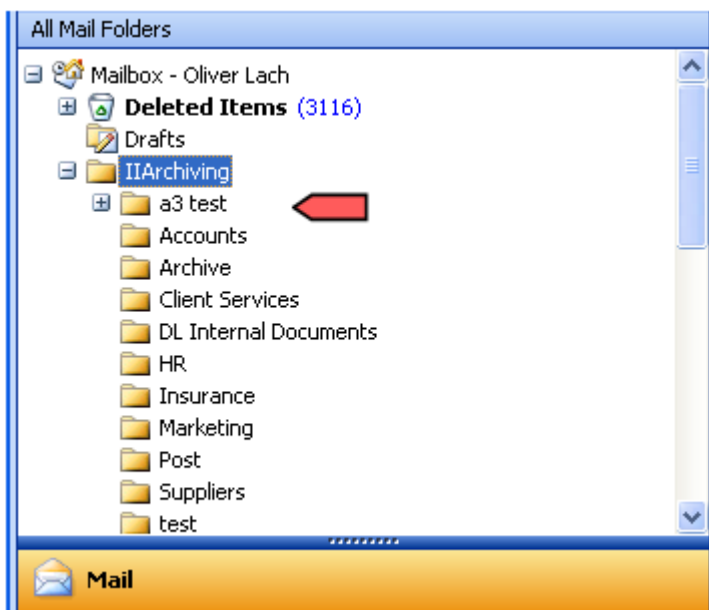 All Mail Folders
Mailbox - Oliver Lach
Deleted Items (3116)
Drafts
IIArchiving
a3 test
Accounts
Archive
Client Services
DL Internal Documents
HR
Insurance
Marketing
Post
Suppliers
test
Mail